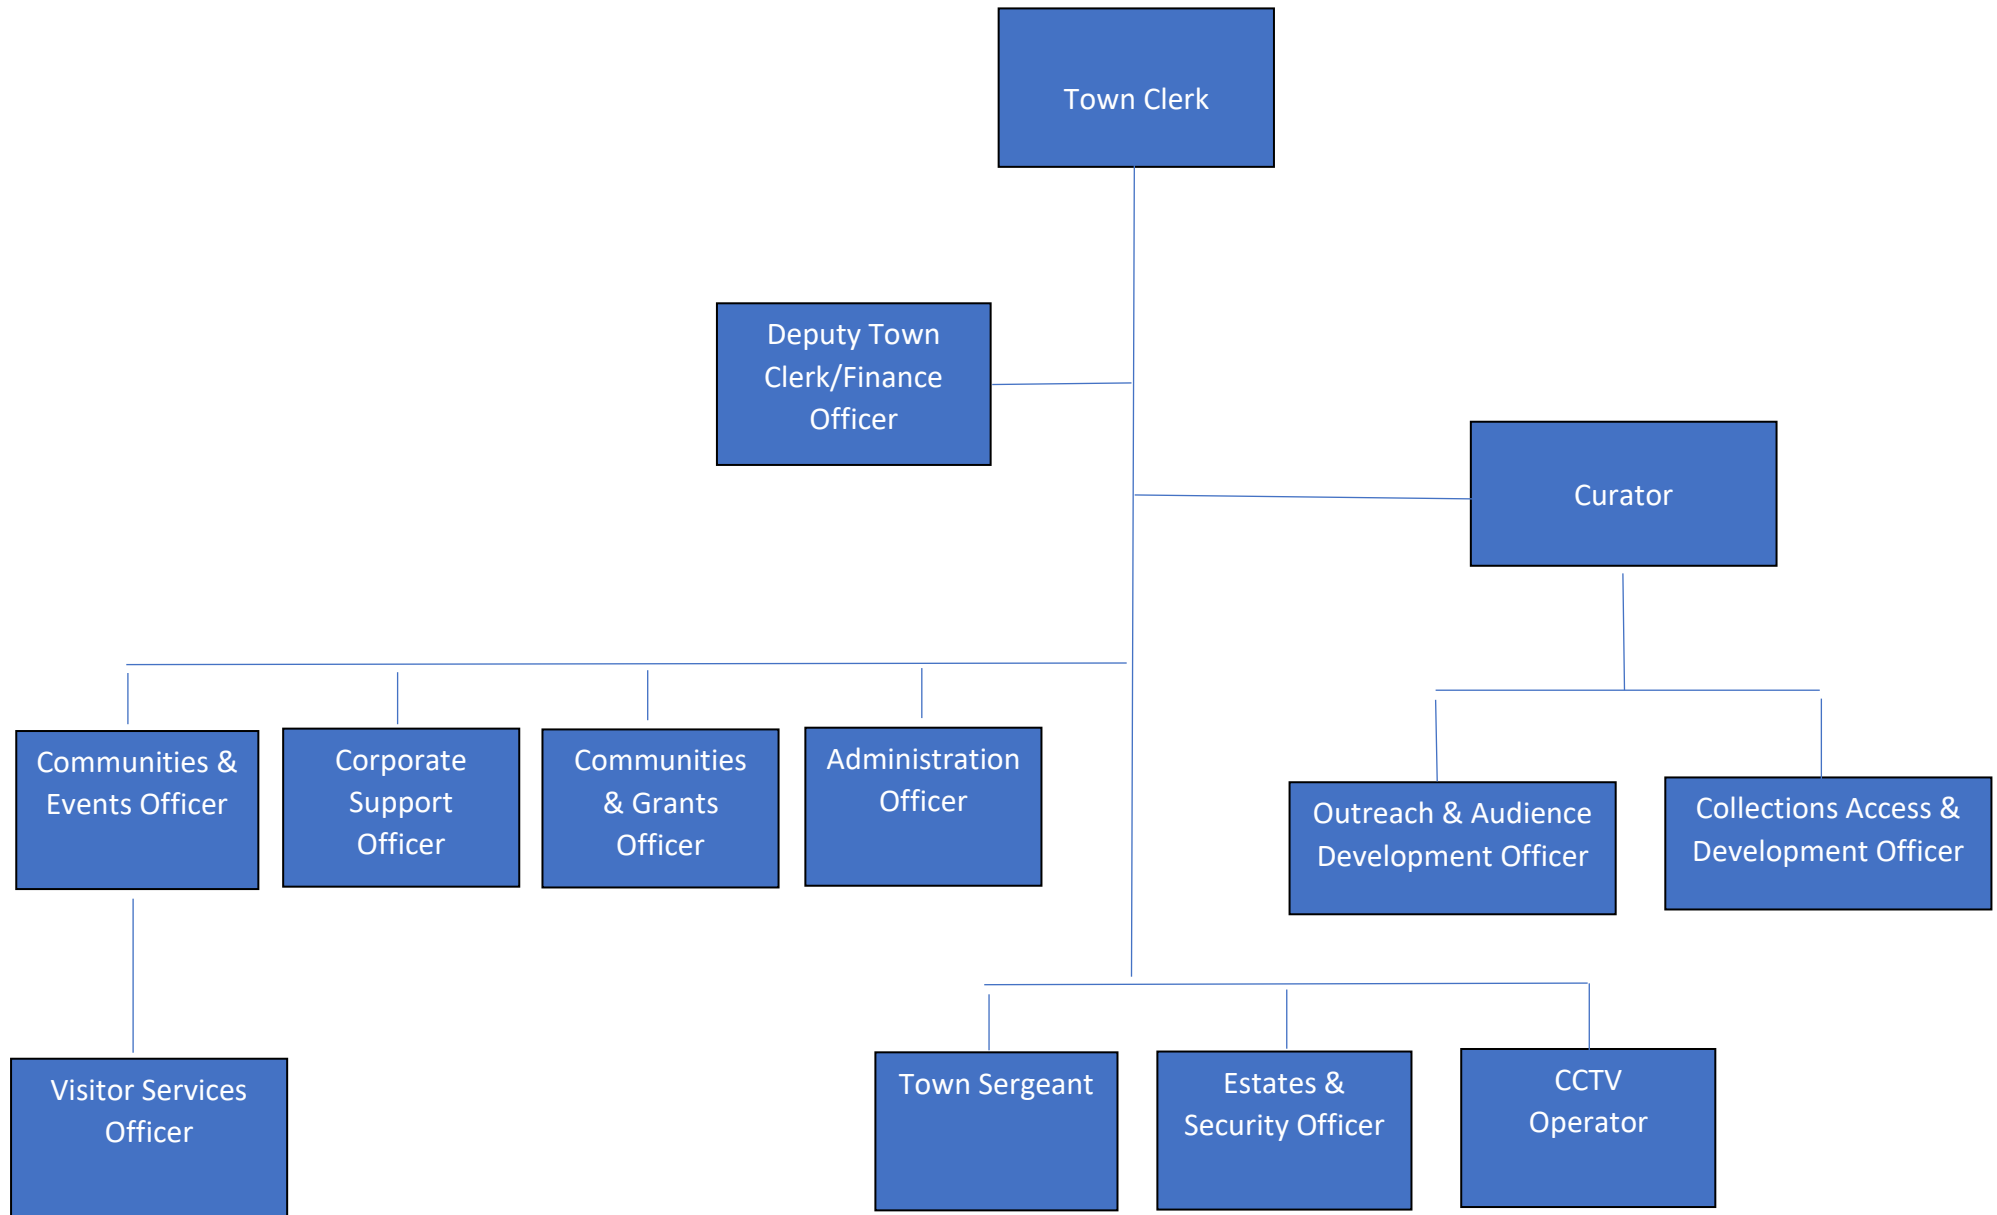 Town Clerk
Deputy Town
Clerk/Finance
Officer
Curator
Communities &
Events Officer
Corporate
Support
Officer
Communities
& Grants
Officer
Administration
Officer
Outreach & Audience
Development Officer
Collections Access &
Development Officer
Visitor Services
Officer
Town Sergeant
Estates &
Security Officer
CCTV
Operator